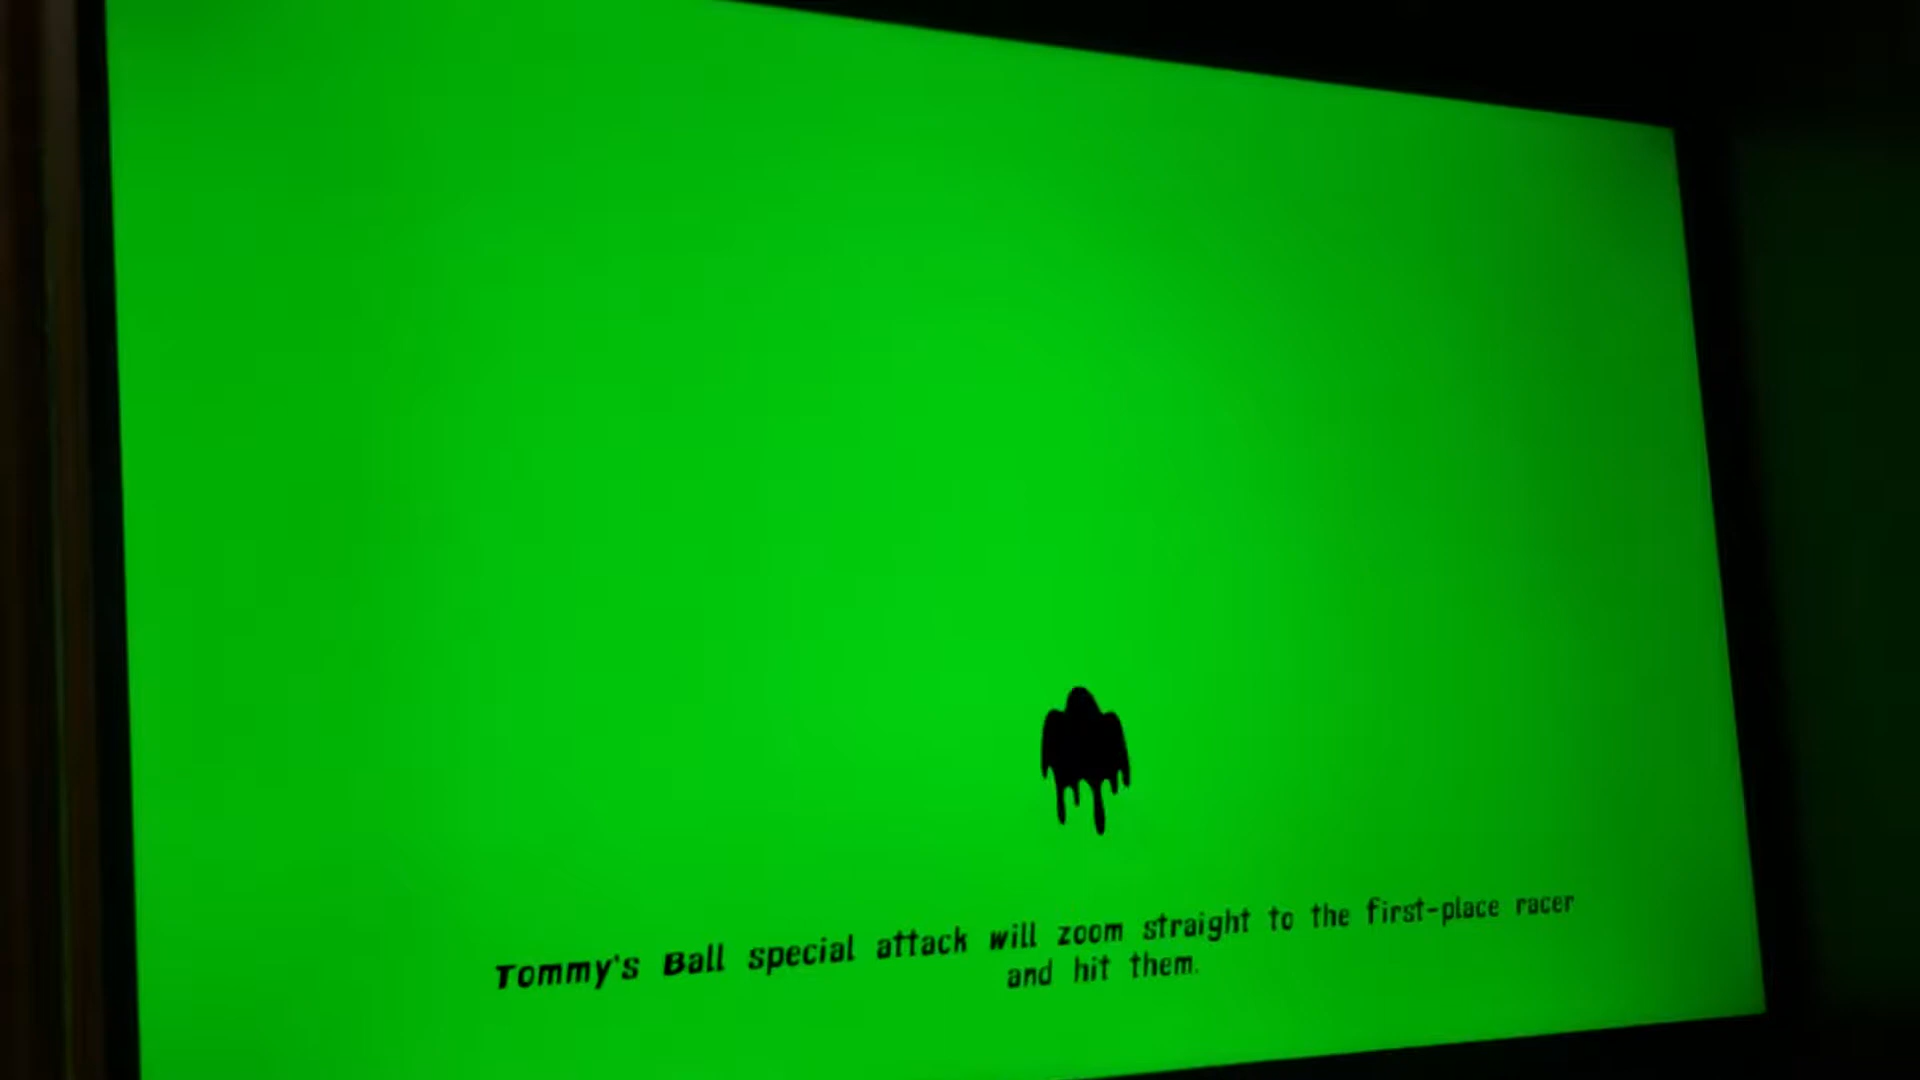 Tommy's Ball special attack will zoom straight to the first-place racer
and hit them.